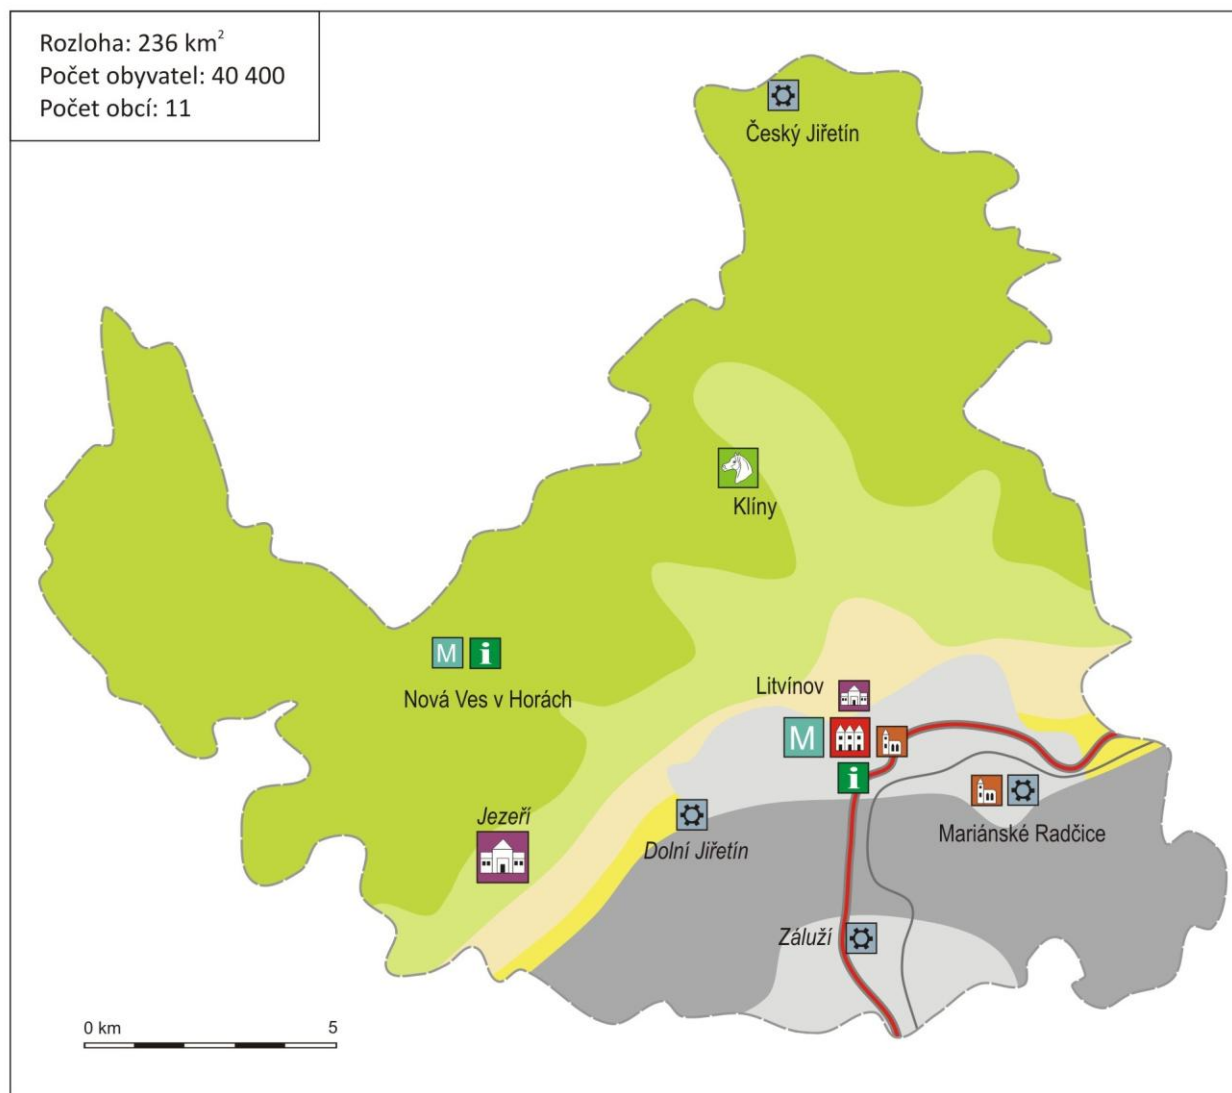 Rozloha: 236 km²
Počet obyvatel: 40 400
Počet obcí: 11
Český Jiřetín
Klíny
M i
Nová Ves v Horách
Litvínov
M
i
Jezeří
Dolní Jiřetín
Mariánské Radčice
Záluží
0 km 5